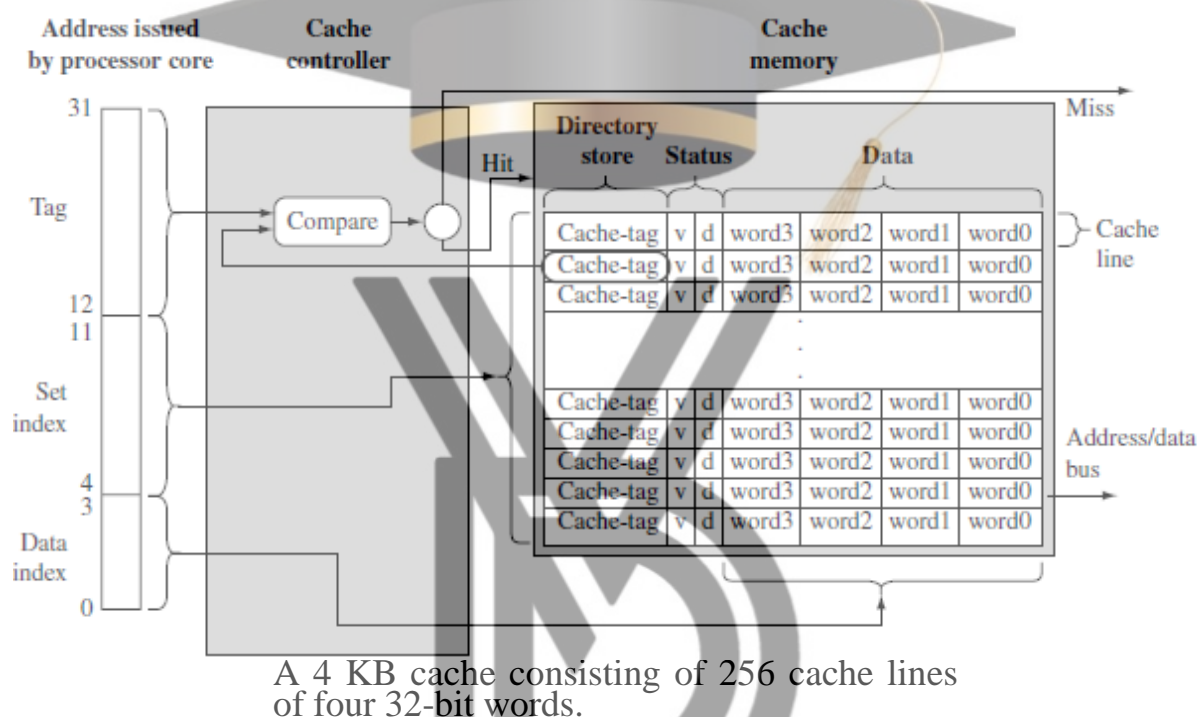 Address issued
by processor core
Cache
controller
Cache
memory
31
Miss
Directory
store
Status
Data
Hit
Tag
Compare
Cache-tag v d word3 word2 word1 word0
Cache
line
Cache-tag v d word3 word2 word1 word0
Cache-tag v d word3 word2 word1 word0
12
11
.
.
.
Set
index
Cache-tag v d word3 word2 word1 word0
Cache-tag v d word3 word2 word1 word0
Cache-tag v d word3 word2 word1 word0
Cache-tag v d word3 word2 word1 word0
Cache-tag v d word3 word2 word1 word0
Address/data
bus
4
3
Data
index
0
A 4 KB cache consisting of 256 cache lines
of four 32-bit words.